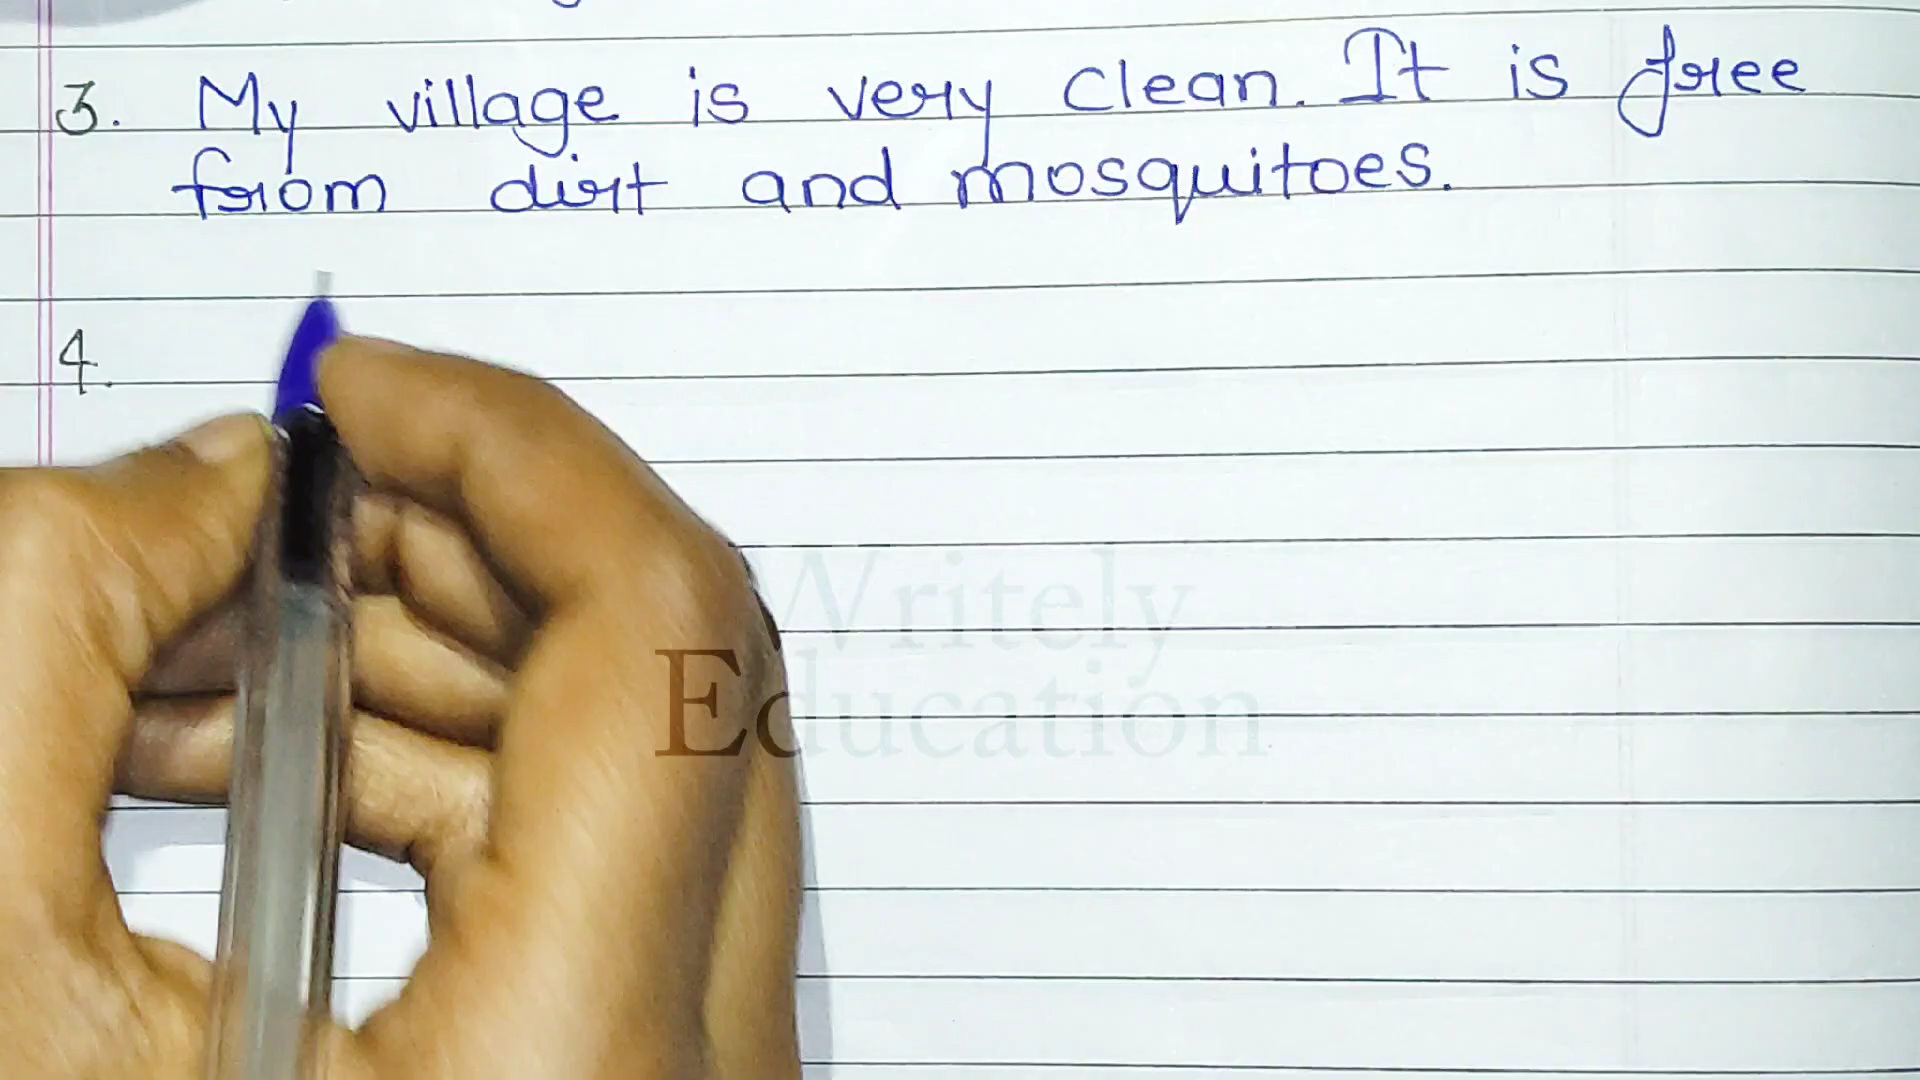 3. My village is very clean. It is free
from dirt and mosquitoes.
4.
Writely
Education